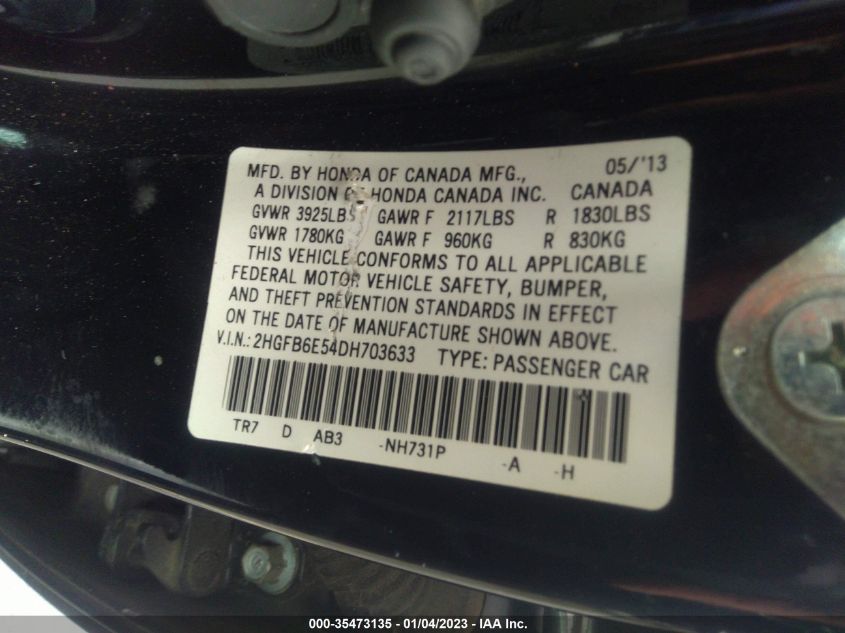 MFD. BY HONDA OF CANADA MFG., 05/'13
A DIVISION OF HONDA CANADA INC. CANADA
GVWR 3925LBS GAWR F 2117LBS R 1830LBS
GVWR 1780KG GAWR F 960KG R 830KG
THIS VEHICLE CONFORMS TO ALL APPLICABLE
FEDERAL MOTOR VEHICLE SAFETY, BUMPER,
AND THEFT PREVENTION STANDARDS IN EFFECT
ON THE DATE OF MANUFACTURE SHOWN ABOVE.
V.I.N.: 2HGFB6E54DH703633 TYPE: PASSENGER CAR
TR7 D AB3 -NH731P -A -H
000-35473135 - 01/04/2023 - IAA Inc.